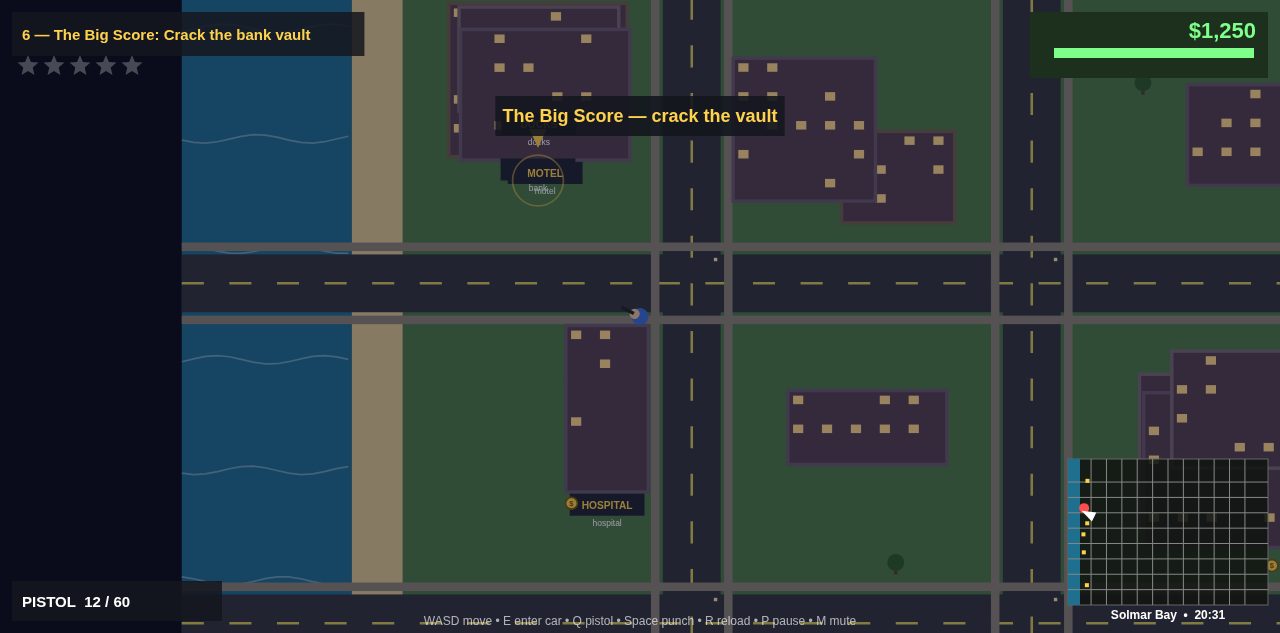 6 — The Big Score: Crack the bank vault
$1,250
The Big Score — crack the vault
docks
MOTEL
bank
motel
HOSPITAL
hospital
PISTOL 12 / 60
WASD move • E enter car • Q pistol • Space punch • R reload • P pause • M mute
Solmar Bay • 20:31